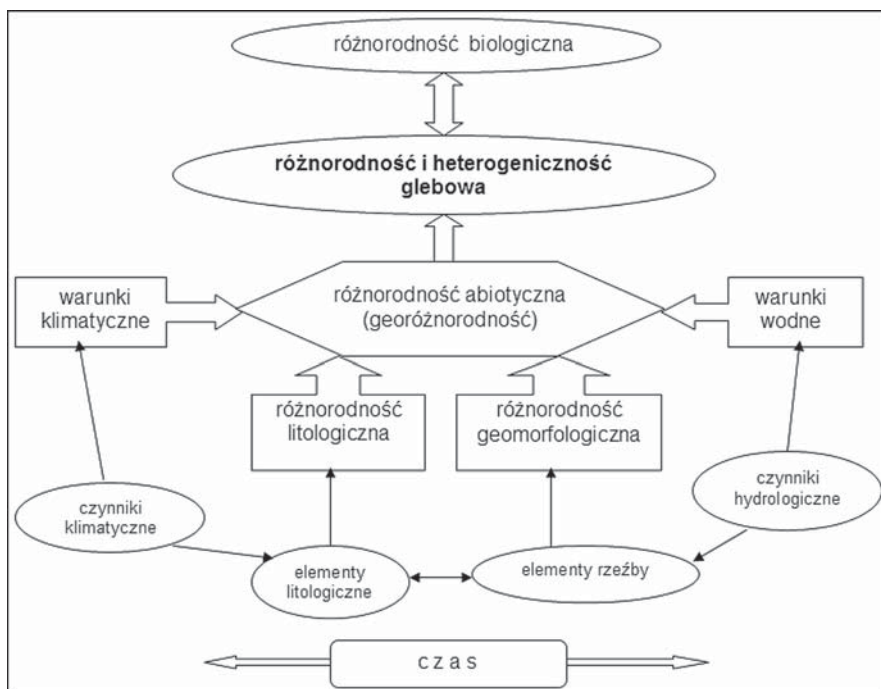 różnorodność biologiczna
różnorodność i heterogeniczność
glebowa
warunki
klimatyczne
różnorodność abiotyczna
(georóżnorodność)
warunki
wodne
różnorodność
litologiczna
różnorodność
geomorfologiczna
czynniki
klimatyczne
czynniki
hydrologiczne
elementy
litologiczne
elementy rzeźby
c z a s